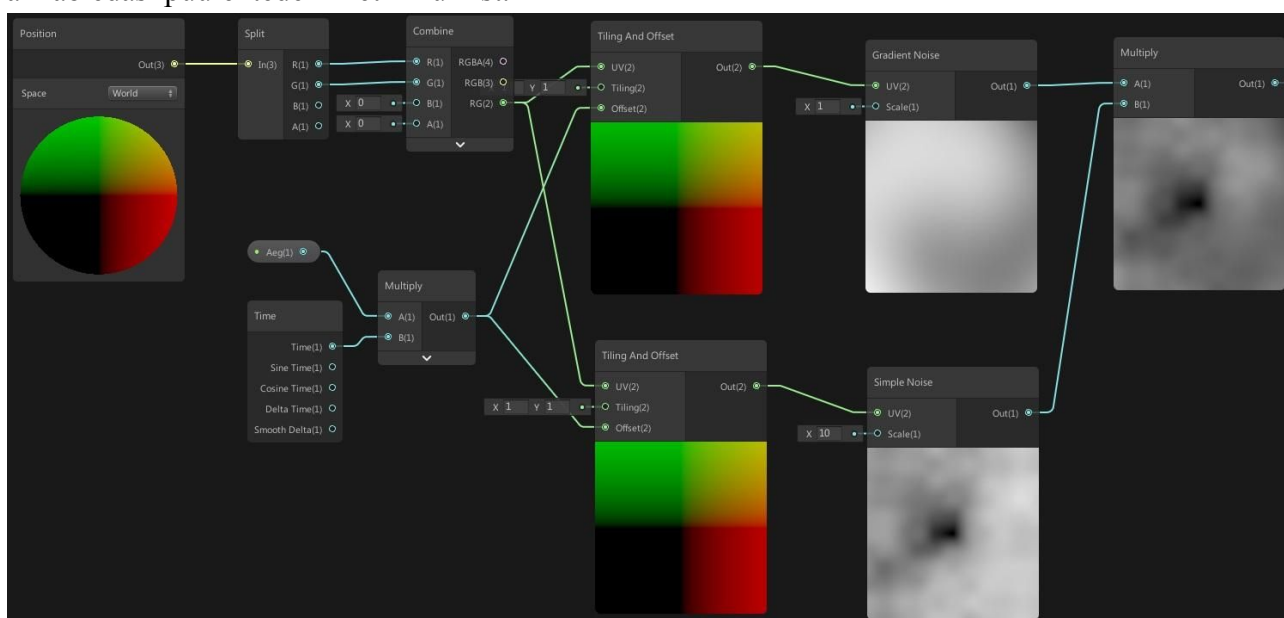 Position
Out(3)
Space World
Split
In(3) R(1)
G(1)
B(1)
A(1)
Combine
R(1) RGBA(4)
G(1) RGB(3)
X 0 B(1) RG(2)
X 0 A(1)
Tiling And Offset
UV(2) Out(2)
Y 1 Tiling(2)
Offset(2)
Gradient Noise
UV(2) Out(1)
X 1 Scale(1)
Multiply
A(1) Out(1)
B(1)
Aeg(1)
Time
Time(1)
Sine Time(1)
Cosine Time(1)
Delta Time(1)
Smooth Delta(1)
Multiply
A(1) Out(1)
B(1)
Tiling And Offset
UV(2) Out(2)
X 1 Y 1 Tiling(2)
Offset(2)
Simple Noise
UV(2) Out(1)
X 10 Scale(1)